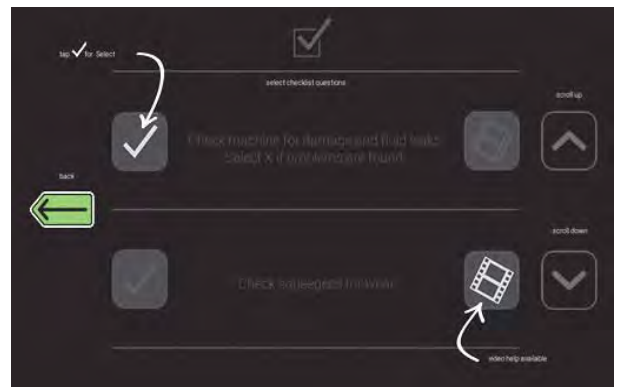 tap ✓ for Select
select checklist questions
scroll up
Check machine for damage and fluid leaks.
Select X if problems are found.
back
scroll down
Check squeegees for wear.
video help available